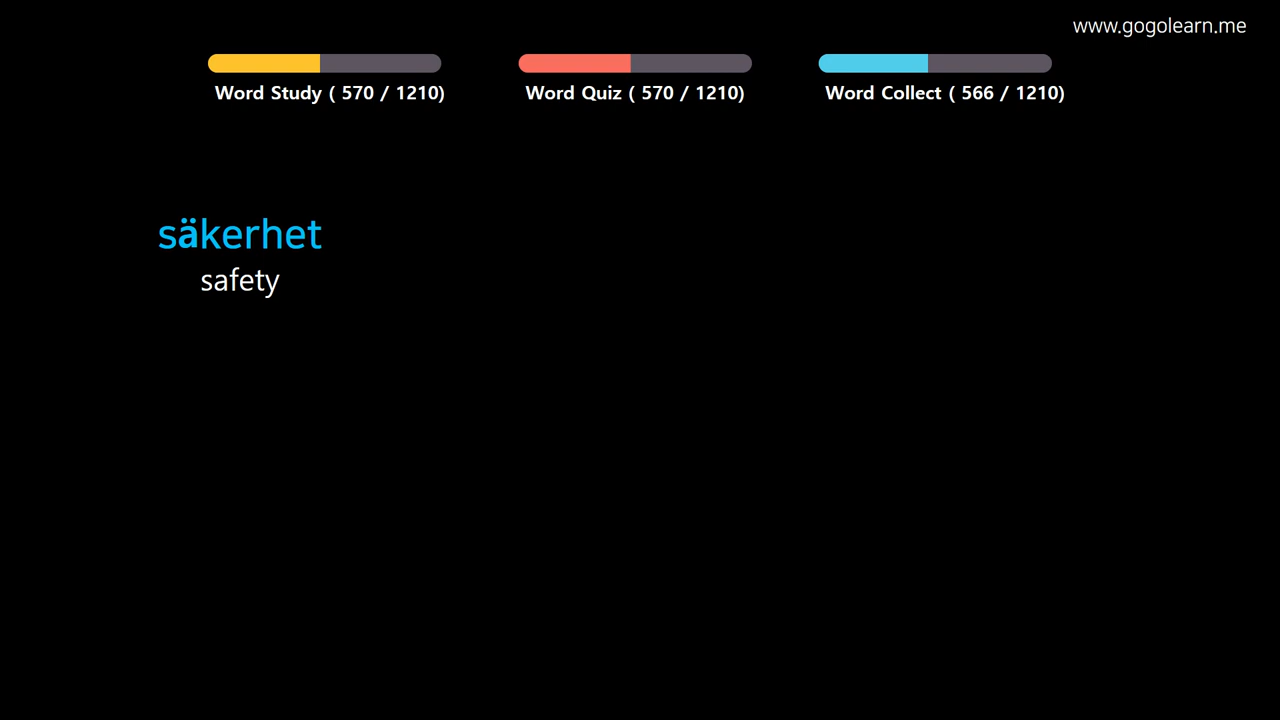 www.gogolearn.me
Word Study ( 570 / 1210)
Word Quiz ( 570 / 1210)
Word Collect ( 566 / 1210)
säkerhet
safety